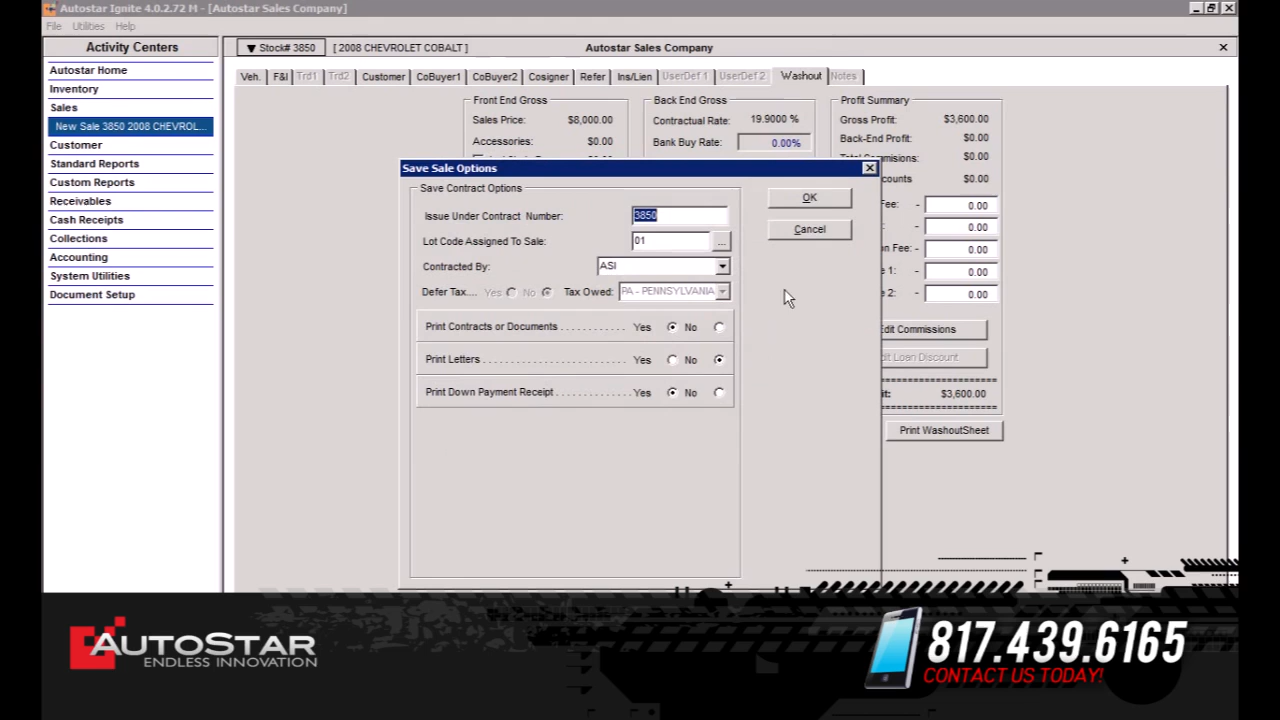 Autostar Ignite 4.0.2.72 M - [Autostar Sales Company]
File Utilities Help
Activity Centers
Autostar Home
Inventory
Sales
New Sale 3850 2008 CHEVROL...
Customer
Standard Reports
Custom Reports
Receivables
Cash Receipts
Collections
Accounting
System Utilities
Document Setup
▼ Stock# 3850 [ 2008 CHEVROLET COBALT ] Autostar Sales Company
Veh. F&I Trd1 Trd2 Customer CoBuyer1 CoBuyer2 Cosigner Refer Ins/Lien UserDef 1 UserDef 2 Washout Notes
Front End Gross
Sales Price: $8,000.00
Accessories: $0.00
Back End Gross
Contractual Rate: 19.9000 %
Bank Buy Rate: 0.00%
Profit Summary
Gross Profit: $3,600.00
Back-End Profit: $0.00
Total Commisions: $0.00
counts $0.00
Fee: - 0.00
: - 0.00
on Fee: - 0.00
e 1: - 0.00
e 2: - 0.00
Edit Commissions
dit Loan Discount
it: $3,600.00
Print WashoutSheet
Save Sale Options
Save Contract Options
Issue Under Contract Number: 3850
Lot Code Assigned To Sale: 01 ...
Contracted By: ASI
Defer Tax.... Yes No Tax Owed: PA - PENNSYLVANIA
Print Contracts or Documents . . . . . . . . . . . Yes No
Print Letters . . . . . . . . . . . . . . . . . . . . . . . . Yes No
Print Down Payment Receipt . . . . . . . . . . . . . Yes No
OK
Cancel
AUTOSTAR
ENDLESS INNOVATION
817.439.6165
CONTACT US TODAY!